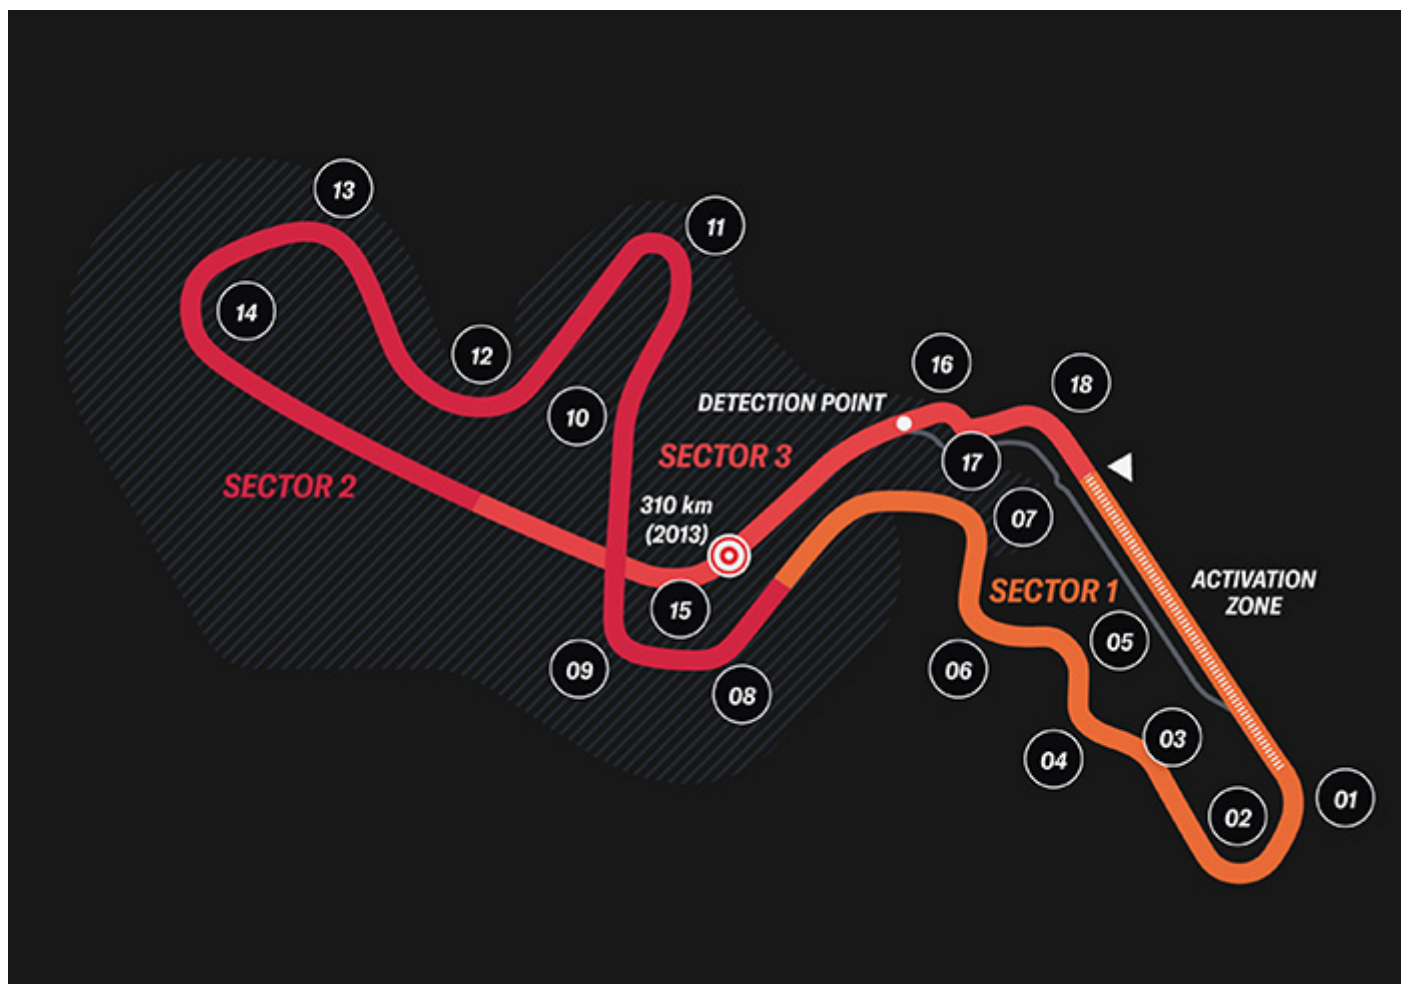 13
11
14
12
16
18
10
DETECTION POINT
SECTOR 3
17
SECTOR 2
310 km
(2013)
07
SECTOR 1
ACTIVATION
ZONE
15
05
09
06
08
03
04
01
02